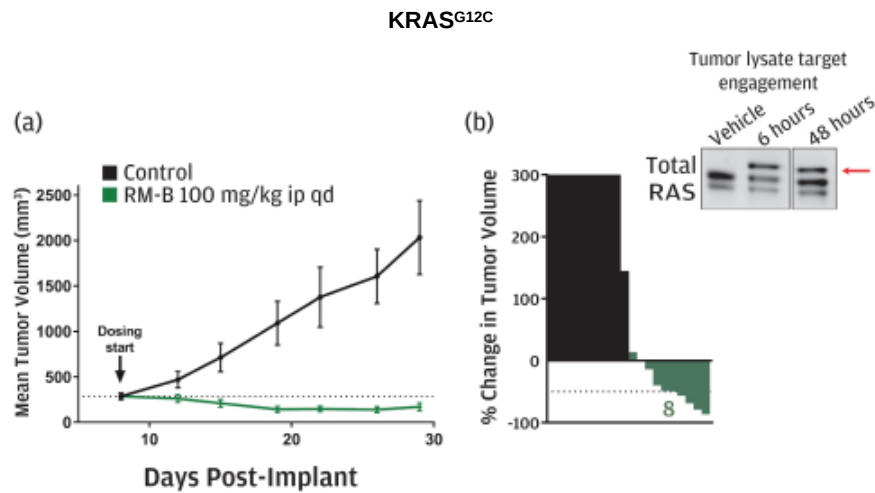 KRASG12C
(a)
Control
RM-B 100 mg/kg ip qd
Mean Tumor Volume (mm³)
2500
2000
1500
1000
500
0
Dosing
start
10
20
30
Days Post-Implant
(b)
Tumor lysate target
engagement
Vehicle
6 hours
48 hours
Total
RAS
% Change in Tumor Volume
300
200
100
0
-100
8